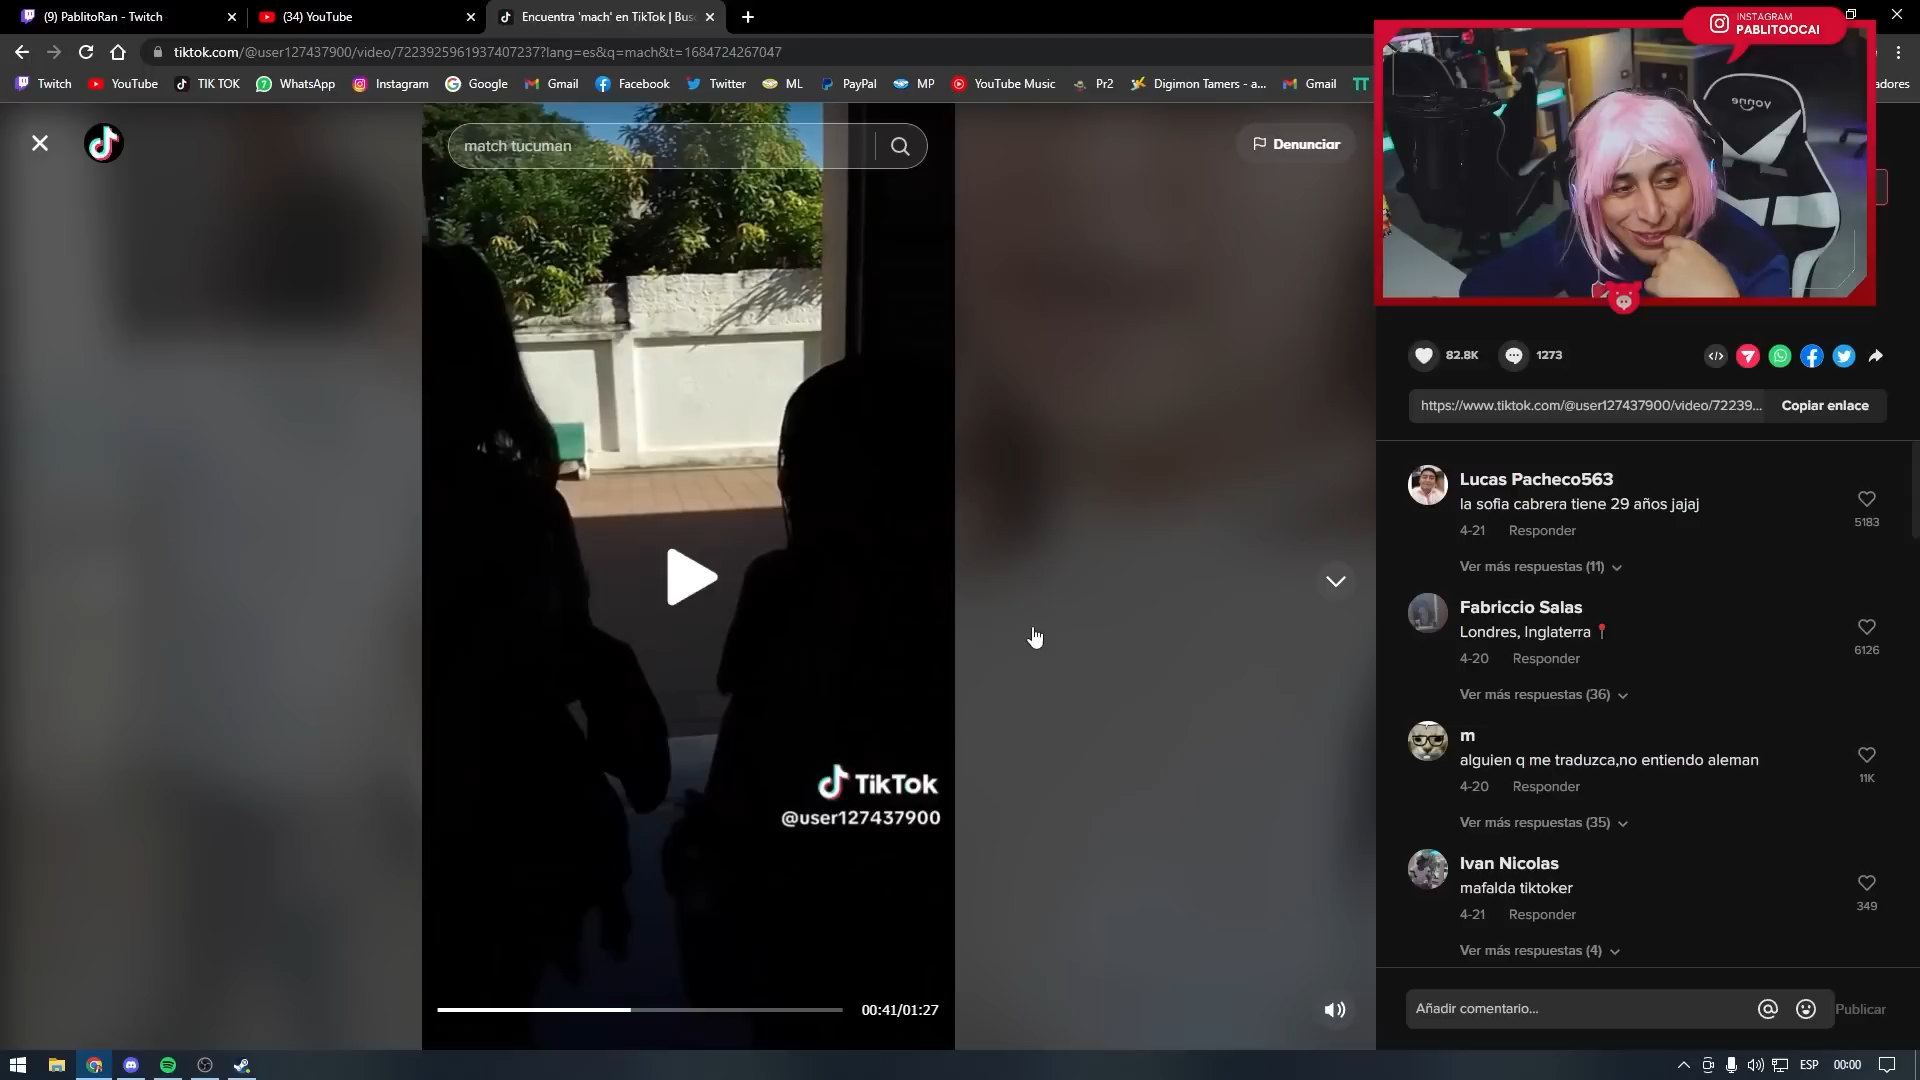 (9) PablitoRan - Twitch
(34) YouTube
Encuentra 'mach' en TikTok | Bus
tiktok.com/@user127437900/video/7223925961937407237?lang=es&q=mach&t=1684724267047
Twitch
YouTube
TIK TOK
WhatsApp
Instagram
Google
Gmail
Facebook
Twitter
ML
PayPal
MP
YouTube Music
Pr2
Digimon Tamers - a...
Gmail
adores
INSTAGRAM
PABLITOOCAI
match tucuman
Denunciar
82.8K
1273
https://www.tiktok.com/@user127437900/video/72239...
Copiar enlace
Lucas Pacheco563
la sofia cabrera tiene 29 años jajaj
4-21 Responder
5183
Ver más respuestas (11)
Fabriccio Salas
Londres, Inglaterra 📍
4-20 Responder
6126
Ver más respuestas (36)
m
alguien q me traduzca,no entiendo aleman
4-20 Responder
11K
Ver más respuestas (35)
Ivan Nicolas
mafalda tiktoker
4-21 Responder
349
Ver más respuestas (4)
TikTok
@user127437900
00:41/01:27
Añadir comentario...
Publicar
ESP
00:00